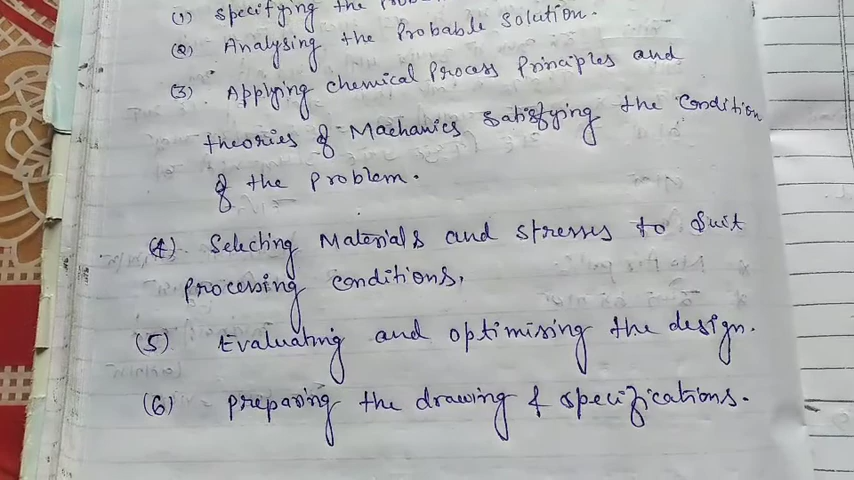 (1) Specifying the
(2) Analysing the Probable Solution.
(3) Applying chemical Process Principles and
theories of Machanics Satisfying the Condition
of the Problem.
(4) Selecting Materials and stresses to Suit
Processing conditions.
(5) Evaluating and optimising the design.
(6) preparing the drawing & specifications.